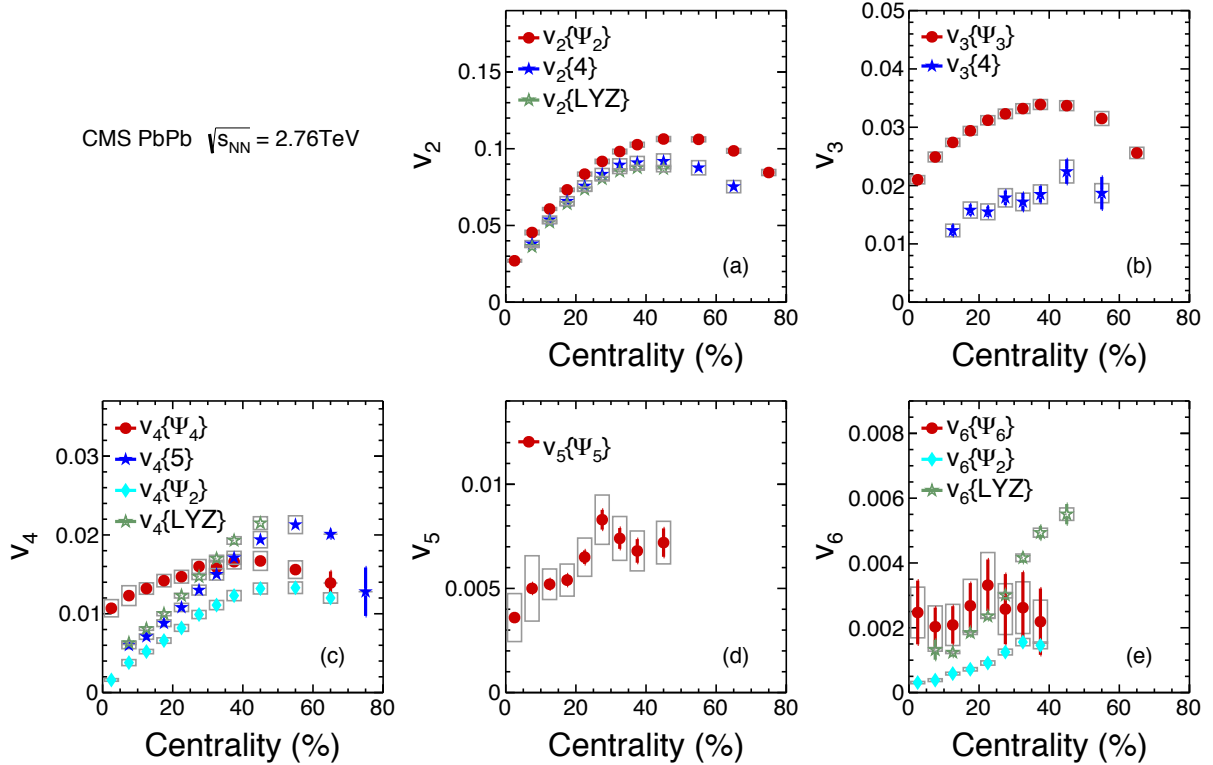 CMS PbPb √s_NN = 2.76TeV
v₂{Ψ₂}
v₂{4}
v₂{LYZ}
0.15
0.1
0.05
0
v₂
(a)
0 20 40 60 80
Centrality (%)
v₃{Ψ₃}
v₃{4}
0.05
0.04
0.03
0.02
0.01
0
v₃
(b)
0 20 40 60 80
Centrality (%)
v₄{Ψ₄}
v₄{5}
v₄{Ψ₂}
v₄{LYZ}
0.03
0.02
0.01
0
v₄
(c)
0 20 40 60 80
Centrality (%)
v₅{Ψ₅}
0.01
0.005
0
v₅
(d)
0 20 40 60 80
Centrality (%)
v₆{Ψ₆}
v₆{Ψ₂}
v₆{LYZ}
0.008
0.006
0.004
0.002
0
v₆
(e)
0 20 40 60 80
Centrality (%)